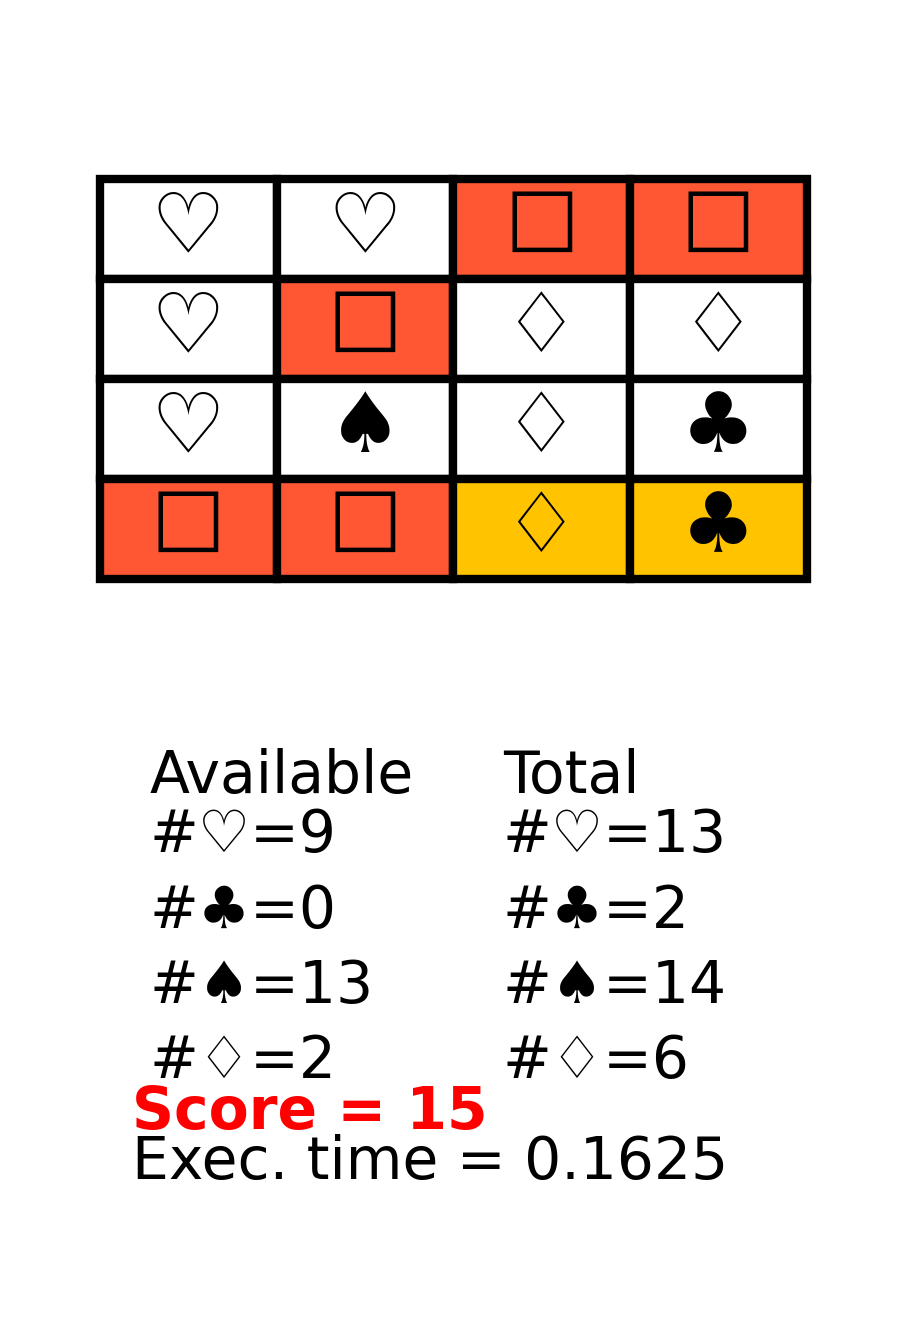 ♡ ♡ □ □
♡ □ ♢ ♢
♡ ♠ ♢ ♣
□ □ ♢ ♣
Available Total
#♡=9 #♡=13
#♣=0 #♣=2
#♠=13 #♠=14
#♢=2 #♢=6
Score = 15
Exec. time = 0.1625